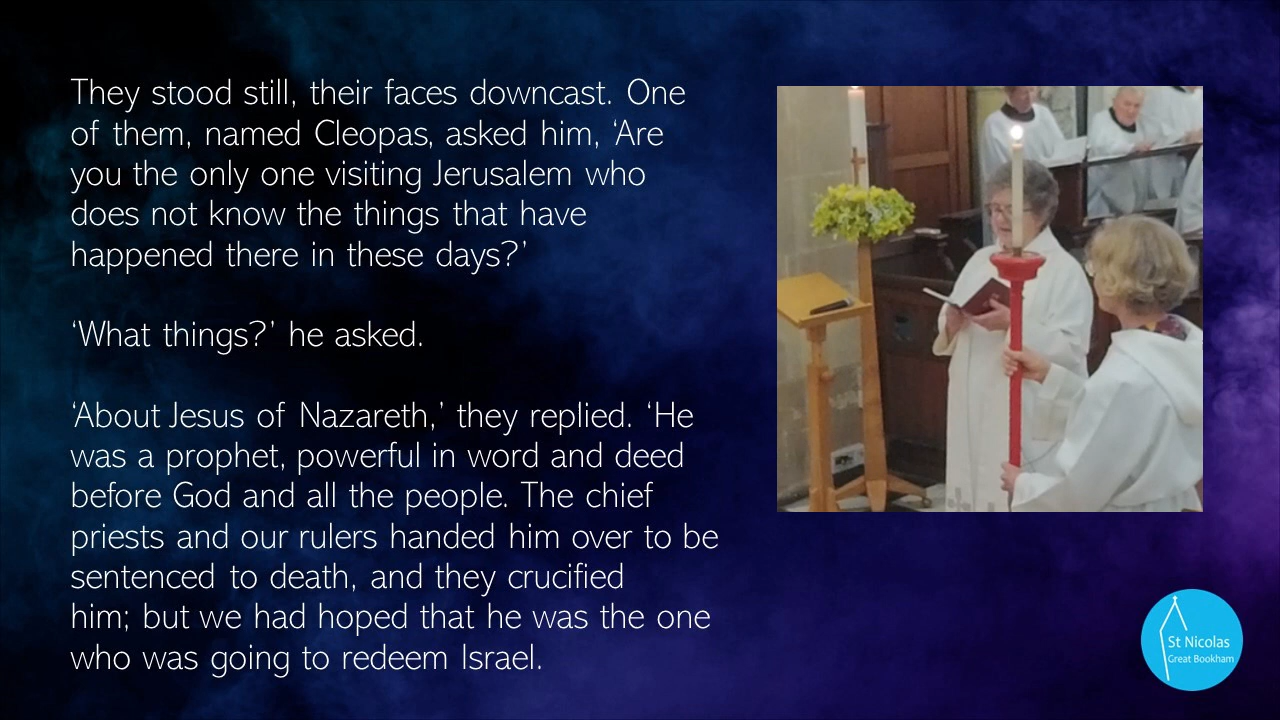 They stood still, their faces downcast. One
of them, named Cleopas, asked him, ‘Are
you the only one visiting Jerusalem who
does not know the things that have
happened there in these days?’
‘What things?’ he asked.
‘About Jesus of Nazareth,’ they replied. ‘He
was a prophet, powerful in word and deed
before God and all the people. The chief
priests and our rulers handed him over to be
sentenced to death, and they crucified
him; but we had hoped that he was the one
who was going to redeem Israel.
St Nicolas
Great Bookham